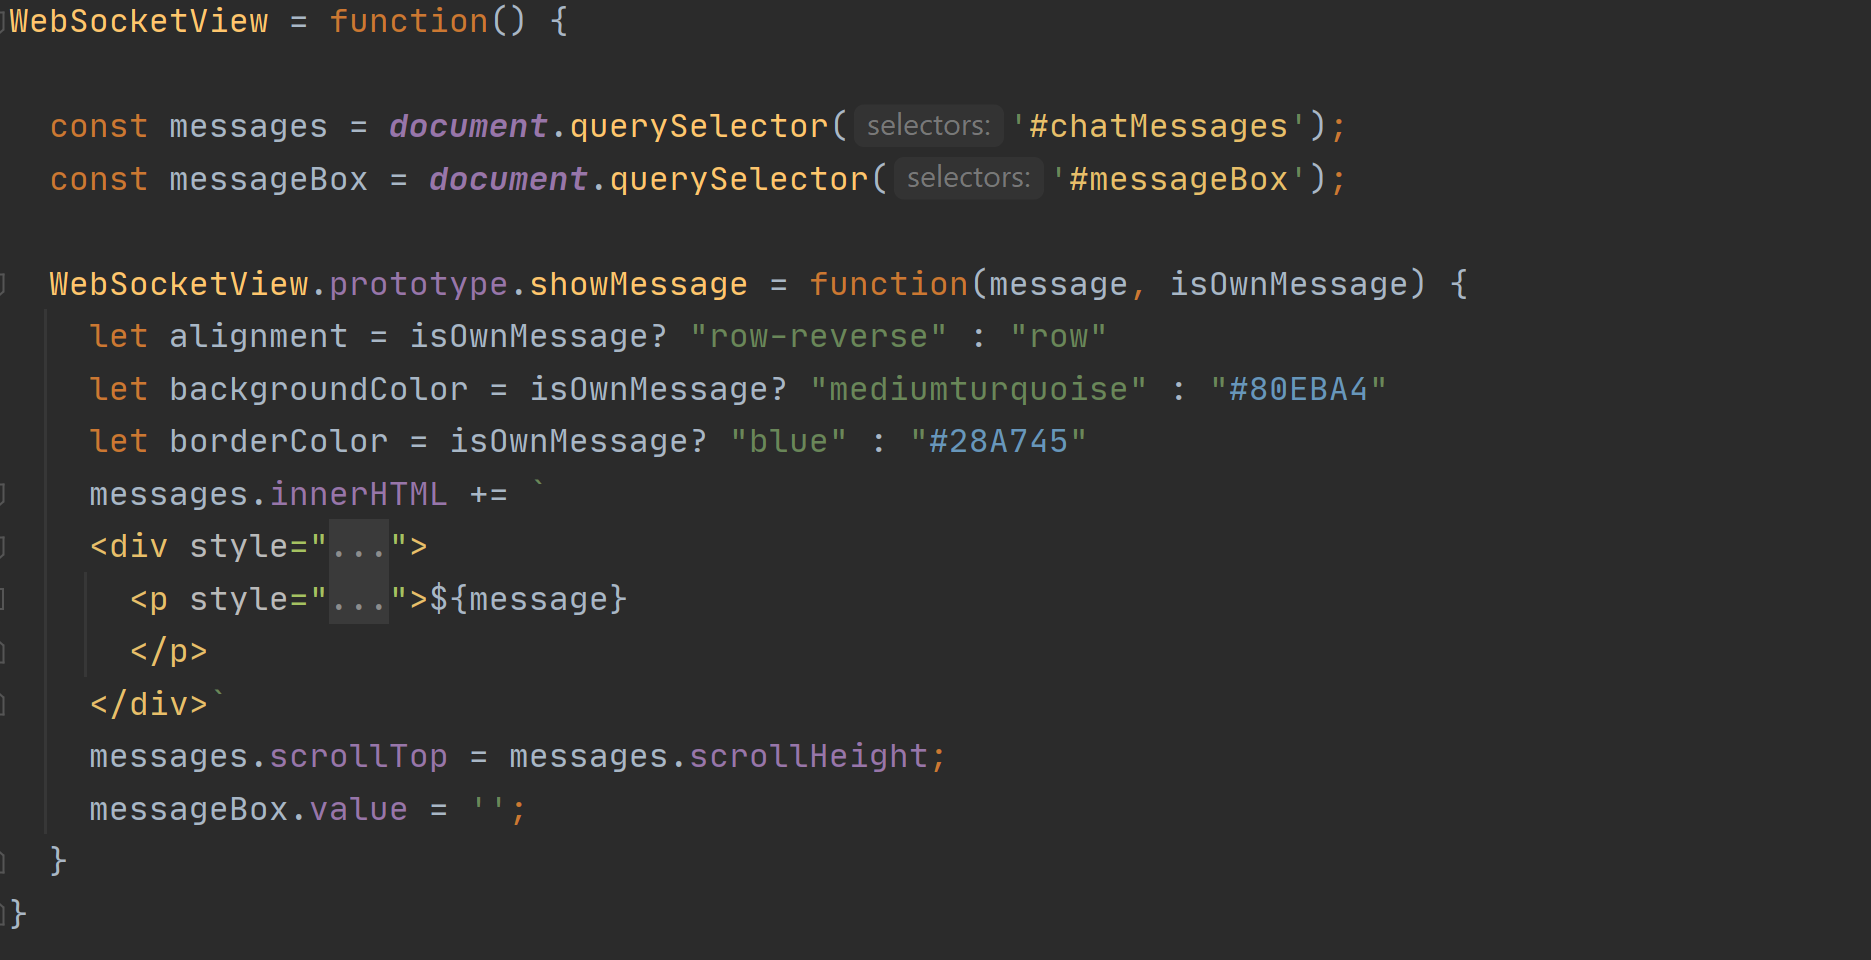 WebSocketView = function() {
const messages = document.querySelector( selectors: '#chatMessages');
const messageBox = document.querySelector( selectors: '#messageBox');
WebSocketView.prototype.showMessage = function(message, isOwnMessage) {
let alignment = isOwnMessage? "row-reverse" : "row"
let backgroundColor = isOwnMessage? "mediumturquoise" : "#80EBA4"
let borderColor = isOwnMessage? "blue" : "#28A745"
messages.innerHTML += `
<div style="...">
<p style="...">${message}
</p>
</div>`
messages.scrollTop = messages.scrollHeight;
messageBox.value = '';
}
}